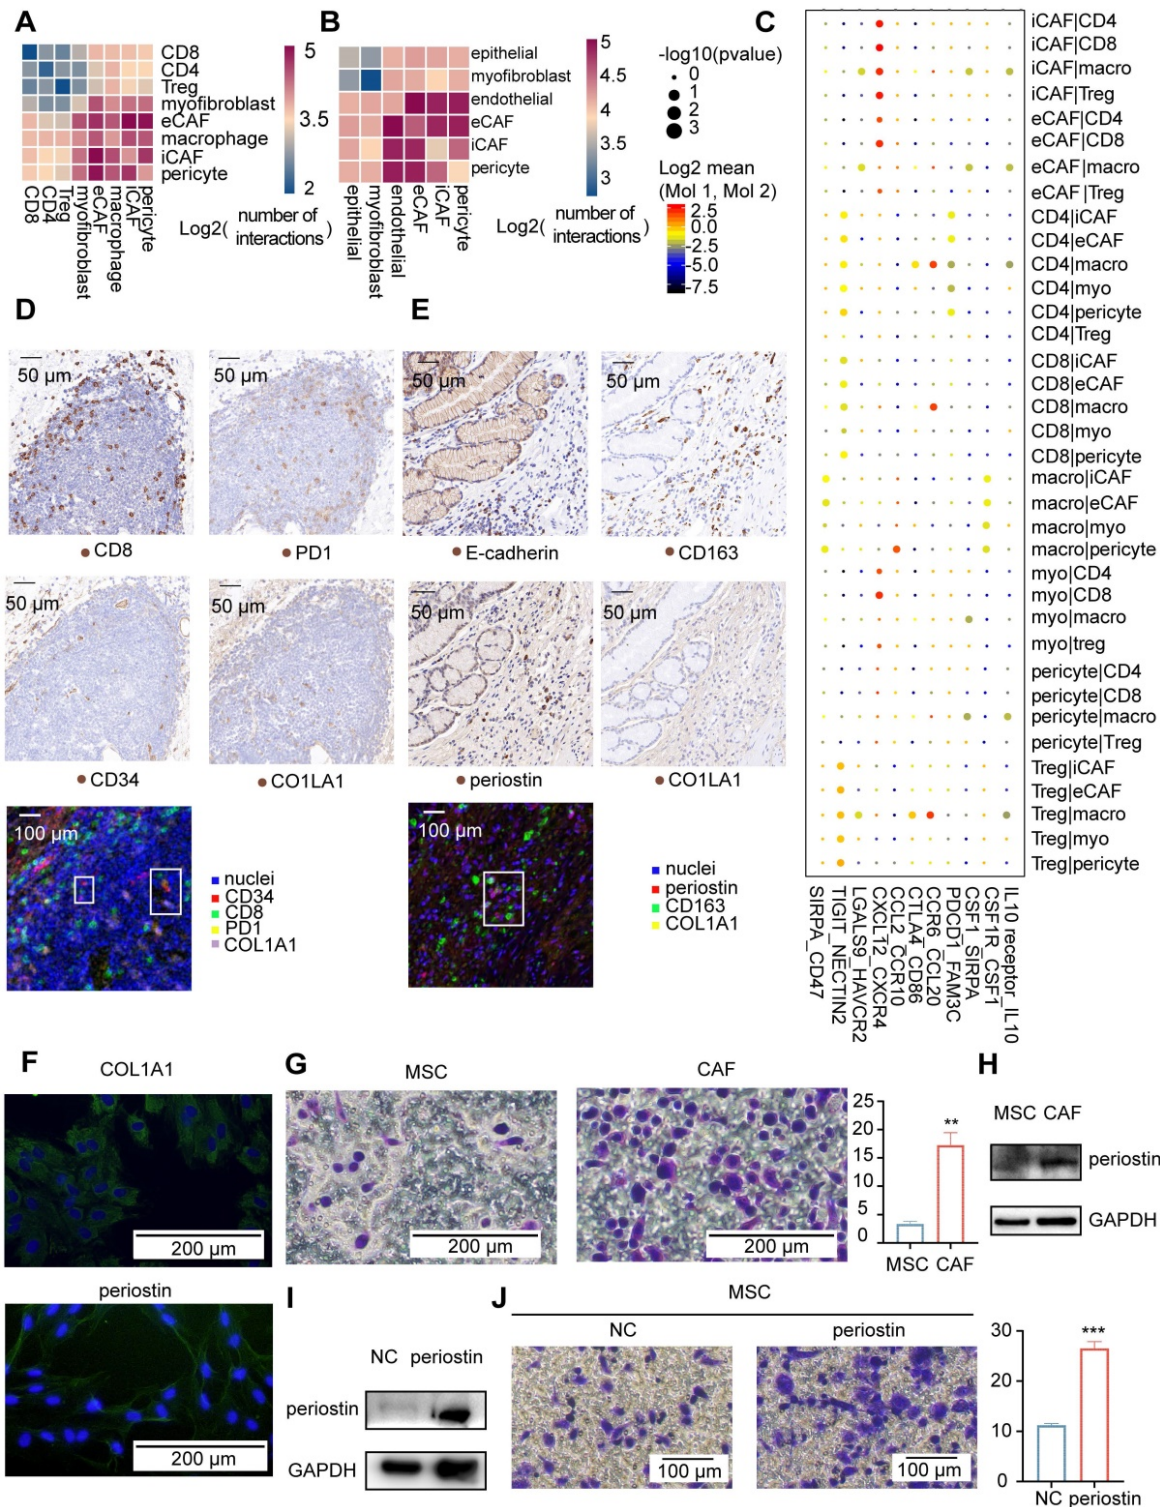 A
CD8
CD4
Treg
myofibroblast
eCAF
macrophage
iCAF
pericyte
CD8
CD4
Treg
myofibroblast
eCAF
macrophage
iCAF
pericyte
5
3.5
2
Log2( number of interactions )
B
epithelial
myofibroblast
endothelial
eCAF
iCAF
pericyte
epithelial
myofibroblast
endothelial
eCAF
iCAF
pericyte
5
4.5
4
3.5
3
Log2( number of interactions )
-log10(pvalue)
0
1
2
3
Log2 mean
(Mol 1, Mol 2)
2.5
0.0
-2.5
-5.0
-7.5
C
iCAF|CD4
iCAF|CD8
iCAF|macro
iCAF|Treg
eCAF|CD4
eCAF|CD8
eCAF|macro
eCAF|Treg
CD4|iCAF
CD4|eCAF
CD4|macro
CD4|myo
CD4|pericyte
CD4|Treg
CD8|iCAF
CD8|eCAF
CD8|macro
CD8|myo
CD8|pericyte
macro|iCAF
macro|eCAF
macro|myo
macro|pericyte
myo|CD4
myo|CD8
myo|macro
myo|treg
pericyte|CD4
pericyte|CD8
pericyte|macro
pericyte|Treg
Treg|iCAF
Treg|eCAF
Treg|macro
Treg|myo
Treg|pericyte
SIRPA_CD47
TIGIT_NECTIN2
LGALS9_HAVCR2
CXCL12_CXCR4
CCL2_CCR10
CTLA4_CD86
CCR6_CCL20
PDCD1_FAM3C
CSF1_SIRPA
CSF1R_CSF1
IL10 receptor_IL10
D
50 μm
50 μm
CD8
PD1
50 μm
50 μm
CD34
CO1LA1
100 μm
nuclei
CD34
CD8
PD1
COL1A1
E
50 μm
50 μm
E-cadherin
CD163
50 μm
50 μm
periostin
CO1LA1
100 μm
nuclei
periostin
CD163
COL1A1
F
COL1A1
200 μm
periostin
200 μm
G
MSC
CAF
200 μm
200 μm
25
20
15
10
5
0
**
MSC CAF
H
MSC CAF
periostin
GAPDH
I
NC periostin
periostin
GAPDH
J
MSC
NC
periostin
100 μm
100 μm
30
20
10
0
***
NC periostin